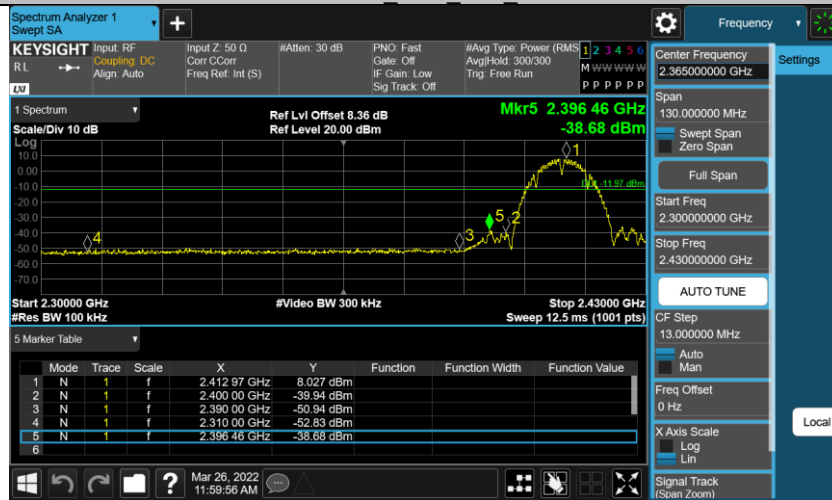 Spectrum Analyzer 1
Swept SA
+
Frequency
KEYSIGHT
RL
LXI
Input: RF
Coupling: DC
Align: Auto
Input Z: 50 Ω
Corr CCorr
Freq Ref: Int (S)
#Atten: 30 dB
PNO: Fast
Gate: Off
IF Gain: Low
Sig Track: Off
#Avg Type: Power (RMS
Avg|Hold: 300/300
Trig: Free Run
1 2 3 4 5 6
M W W W W W
P P P P P P
1 Spectrum
Scale/Div 10 dB
Ref Lvl Offset 8.36 dB
Ref Level 20.00 dBm
Mkr5 2.396 46 GHz
-38.68 dBm
Log
10.0
0.00
-10.0
-20.0
-30.0
-40.0
-50.0
-60.0
-70.0
1
-11.97 dBm
5
2
3
4
Start 2.30000 GHz
#Video BW 300 kHz
Stop 2.43000 GHz
#Res BW 100 kHz
Sweep 12.5 ms (1001 pts)
5 Marker Table
Mode Trace Scale X Y Function Function Width Function Value
1 N 1 f 2.412 97 GHz 8.027 dBm
2 N 1 f 2.400 00 GHz -39.94 dBm
3 N 1 f 2.390 00 GHz -50.94 dBm
4 N 1 f 2.310 00 GHz -52.83 dBm
5 N 1 f 2.396 46 GHz -38.68 dBm
6
?
Mar 26, 2022
11:59:56 AM
Center Frequency
2.365000000 GHz
Span
130.000000 MHz
Swept Span
Zero Span
Full Span
Start Freq
2.300000000 GHz
Stop Freq
2.430000000 GHz
AUTO TUNE
CF Step
13.000000 MHz
Auto
Man
Freq Offset
0 Hz
X Axis Scale
Log
Lin
Signal Track
(Span Zoom)
Settings
Local